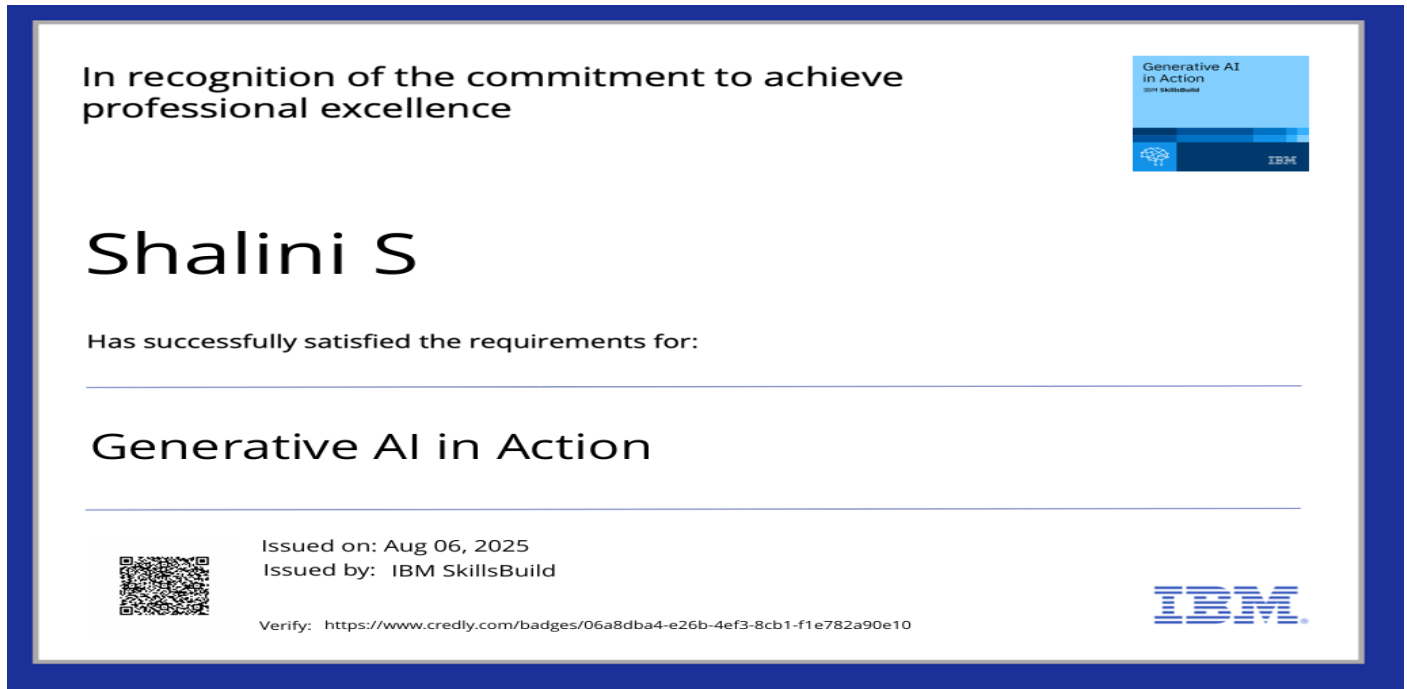 In recognition of the commitment to achieve
professional excellence
Generative AI
in Action
IBM SkillsBuild
IBM
Shalini S
Has successfully satisfied the requirements for:
Generative AI in Action
Issued on: Aug 06, 2025
Issued by: IBM SkillsBuild
Verify: https://www.credly.com/badges/06a8dba4-e26b-4ef3-8cb1-f1e782a90e10
IBM.